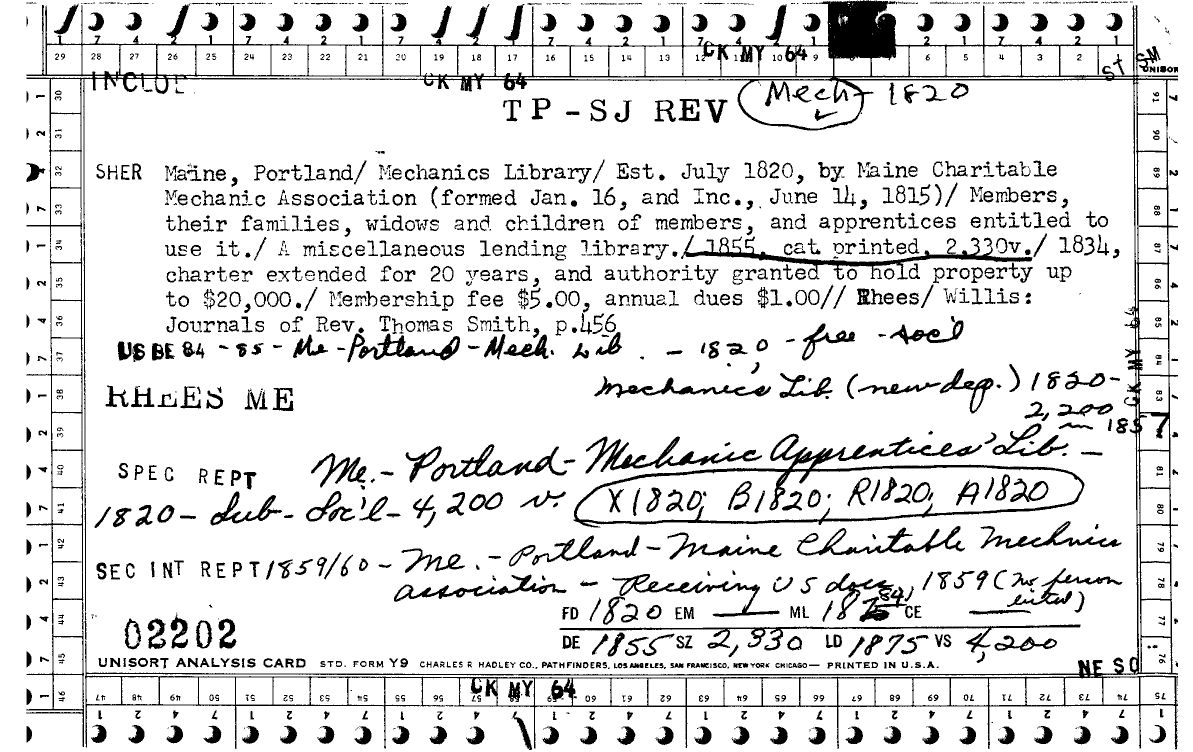 CK MY 64
CK MY 64
ST SM
UNISORT
TP-SJ REV Mech - 1820
SHER Maine, Portland/ Mechanics Library/ Est. July 1820, by Maine Charitable
Mechanic Association (formed Jan. 16, and Inc., June 14, 1815)/ Members,
their families, widows and children of members, and apprentices entitled to
use it./ A miscellaneous lending library./ 1855, cat printed, 2,330v./ 1834,
charter extended for 20 years, and authority granted to hold property up
to $20,000./ Membership fee $5.00, annual dues $1.00// Rhees/ Willis:
Journals of Rev. Thomas Smith, p.456
US BE 84-85 - Me - Portland - Mech. Lib. - 1820 - free - soc'l
Mechanic's Lib. (new dep.) 1820-
2,200
in 1857
RHEES ME
CK MY 64
SPEC REPT Me. - Portland - Mechanic Apprentices' Lib. -
1820 - Sub - Soc'l - 4,200 v. X1820; B1820; R1820; A1820
SEC INT REPT 1859/60 - Me. - Portland - Maine Charitable Mechanics
Association - Receiving US docs, 1859 (no person
listed)
FD 1820 EM — ML 1884 CE —
02202
DE 1855 SZ 2,330 LD 1875 VS 4,200
UNISORT ANALYSIS CARD STD. FORM Y9 CHARLES R HADLEY CO., PATHFINDERS, LOS ANGELES, SAN FRANCISCO, NEW YORK CHICAGO — PRINTED IN U.S.A.
NE SO
CK MY 64